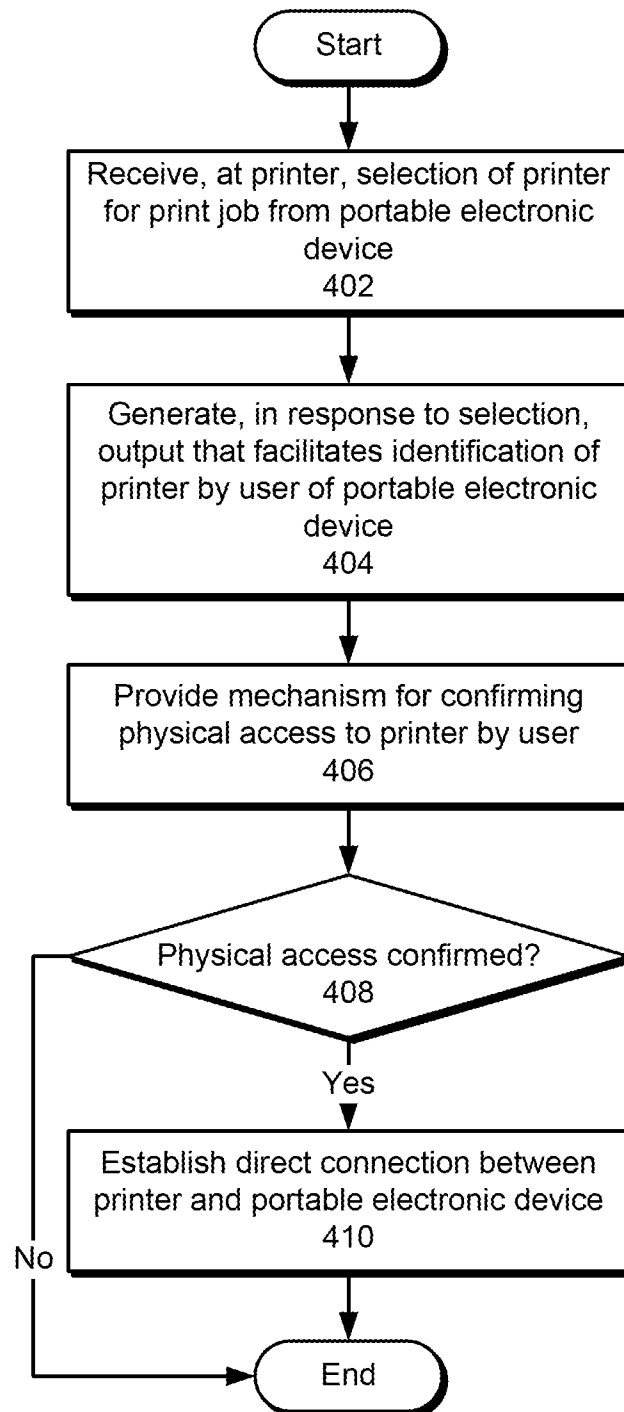 Start
Receive, at printer, selection of printer
for print job from portable electronic
device
402
Generate, in response to selection,
output that facilitates identification of
printer by user of portable electronic
device
404
Provide mechanism for confirming
physical access to printer by user
406
Physical access confirmed?
408
Yes
Establish direct connection between
printer and portable electronic device
410
No
End